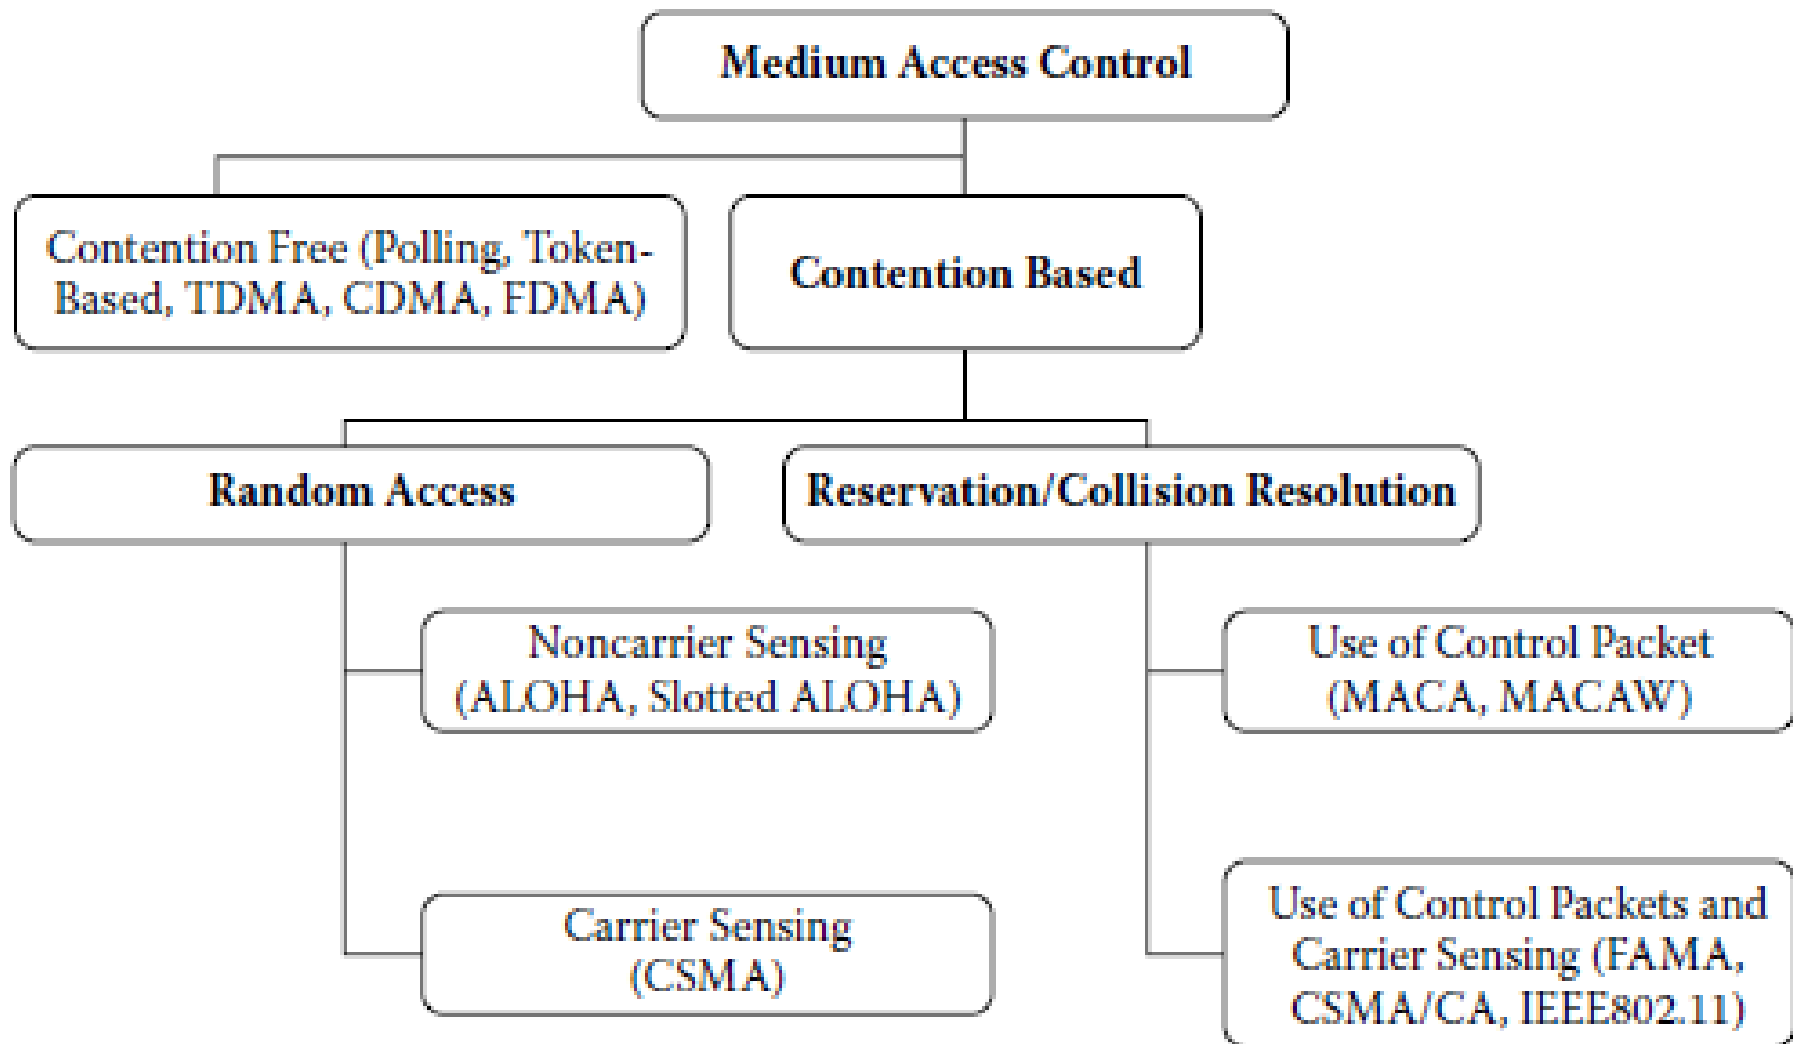 Medium Access Control
Contention Free (Polling, Token-
Based, TDMA, CDMA, FDMA)
Contention Based
Random Access
Reservation/Collision Resolution
Noncarrier Sensing
(ALOHA, Slotted ALOHA)
Use of Control Packet
(MACA, MACAW)
Carrier Sensing
(CSMA)
Use of Control Packets and
Carrier Sensing (FAMA,
CSMA/CA, IEEE802.11)